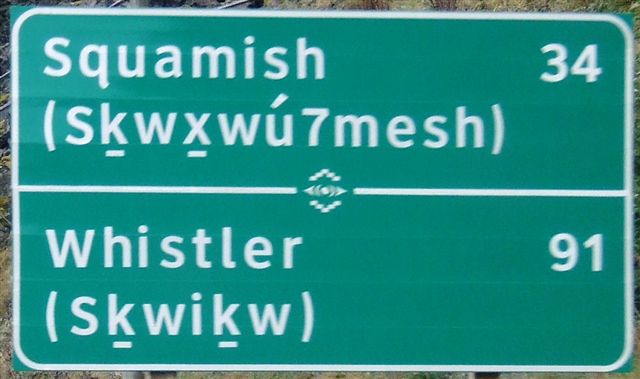 Squamish 34
(Sḵwx̱wú7mesh)
Whistler 91
(Sḵwiḵw)